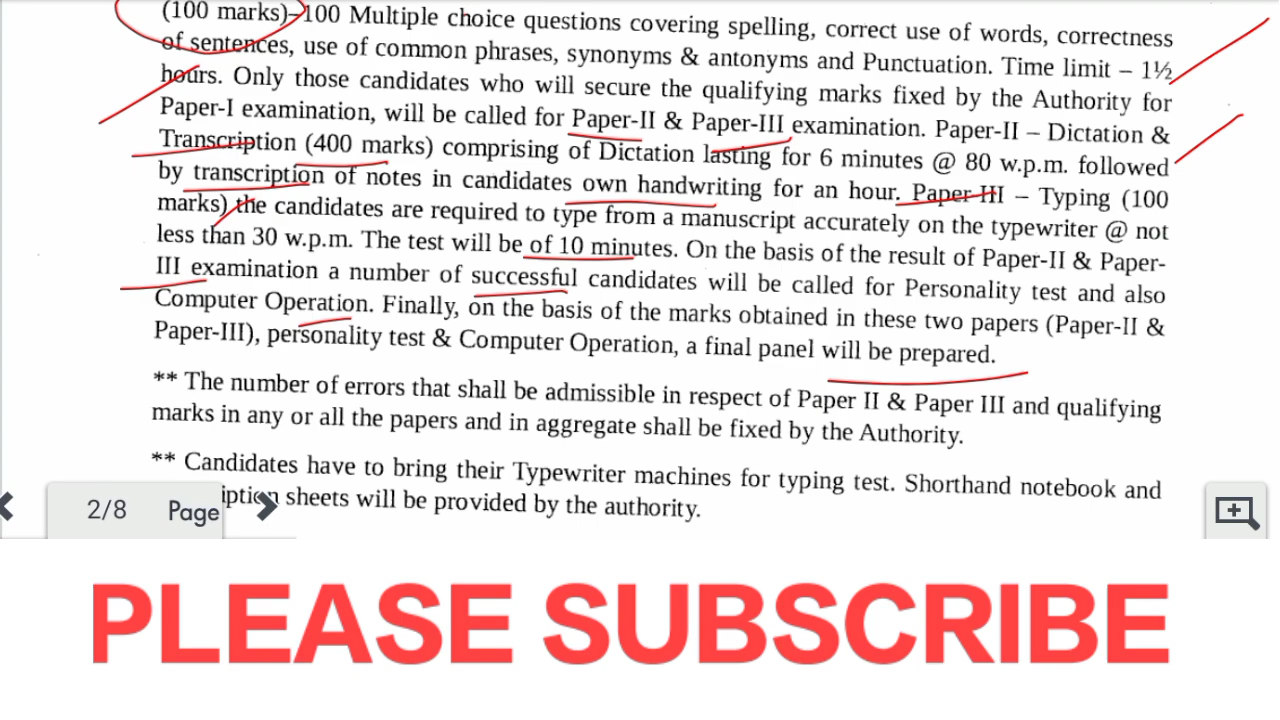 (100 marks)–100 Multiple choice questions covering spelling, correct use of words, correctness
of sentences, use of common phrases, synonyms & antonyms and Punctuation. Time limit – 1½
hours. Only those candidates who will secure the qualifying marks fixed by the Authority for
Paper-I examination, will be called for Paper-II & Paper-III examination. Paper-II – Dictation &
Transcription (400 marks) comprising of Dictation lasting for 6 minutes @ 80 w.p.m. followed
by transcription of notes in candidates own handwriting for an hour. Paper III – Typing (100
marks) the candidates are required to type from a manuscript accurately on the typewriter @ not
less than 30 w.p.m. The test will be of 10 minutes. On the basis of the result of Paper-II & Paper-
III examination a number of successful candidates will be called for Personality test and also
Computer Operation. Finally, on the basis of the marks obtained in these two papers (Paper-II &
Paper-III), personality test & Computer Operation, a final panel will be prepared.
** The number of errors that shall be admissible in respect of Paper II & Paper III and qualifying
marks in any or all the papers and in aggregate shall be fixed by the Authority.
** Candidates have to bring their Typewriter machines for typing test. Shorthand notebook and
sheets will be provided by the authority.
2/8 Page
PLEASE SUBSCRIBE